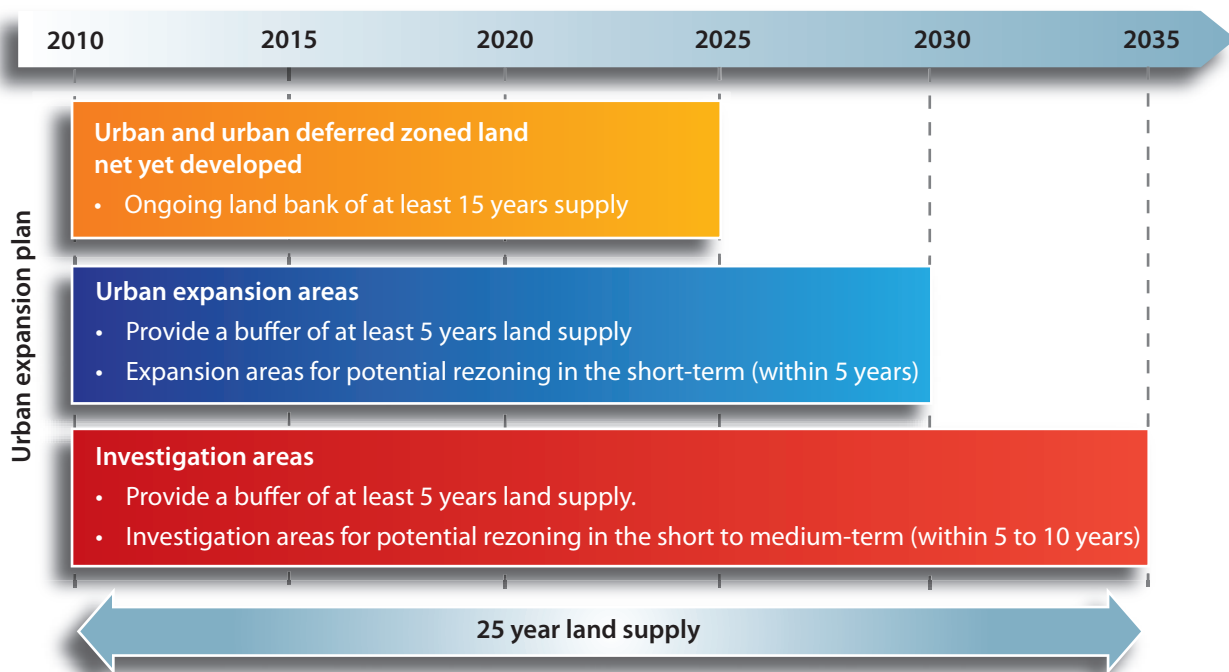 2010 2015 2020 2025 2030 2035
Urban expansion plan
Urban and urban deferred zoned land
net yet developed
• Ongoing land bank of at least 15 years supply
Urban expansion areas
• Provide a buffer of at least 5 years land supply
• Expansion areas for potential rezoning in the short-term (within 5 years)
Investigation areas
• Provide a buffer of at least 5 years land supply.
• Investigation areas for potential rezoning in the short to medium-term (within 5 to 10 years)
25 year land supply